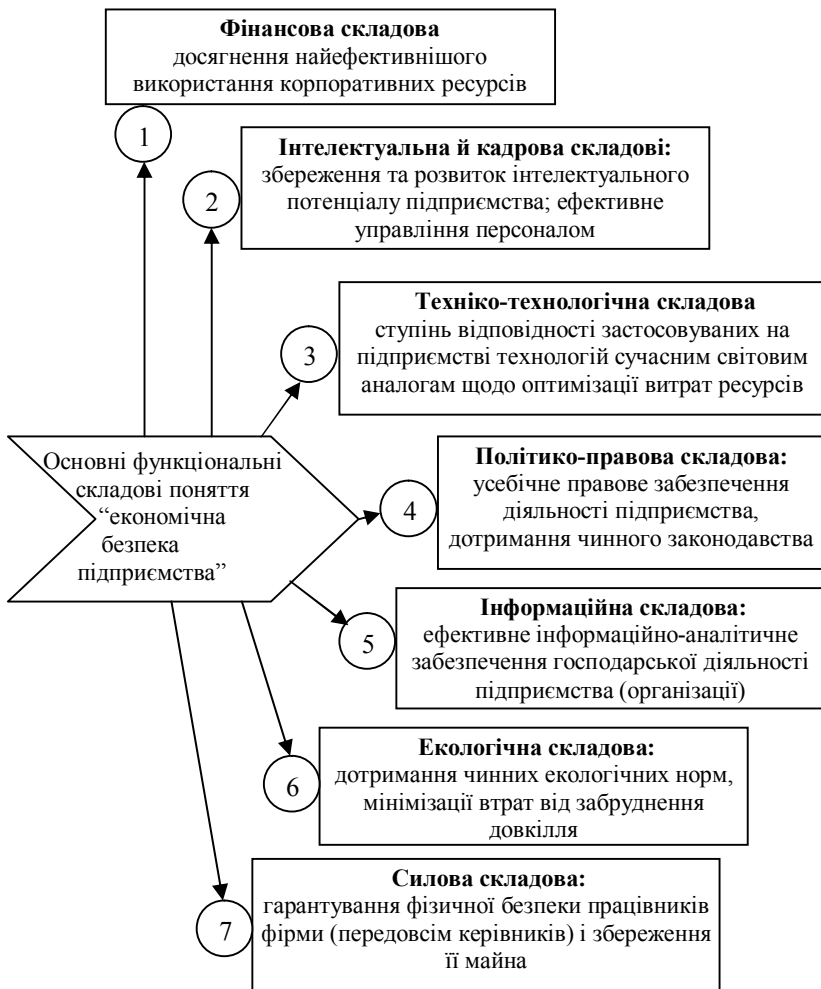 Фінансова складова
досягнення найефективнішого
використання корпоративних ресурсів
1
Інтелектуальна й кадрова складові:
збереження та розвиток інтелектуального
потенціалу підприємства; ефективне
управління персоналом
2
Техніко-технологічна складова
ступінь відповідності застосовуваних на
підприємстві технологій сучасним світовим
аналогам щодо оптимізації витрат ресурсів
3
Основні функціональні
складові поняття
“економічна
безпека
підприємства”
Політико-правова складова:
усебічне правове забезпечення
діяльності підприємства,
дотримання чинного законодавства
4
Інформаційна складова:
ефективне інформаційно-аналітичне
забезпечення господарської діяльності
підприємства (організації)
5
Екологічна складова:
дотримання чинних екологічних норм,
мінімізації втрат від забруднення
довкілля
6
Силова складова:
гарантування фізичної безпеки працівників
фірми (передовсім керівників) і збереження
її майна
7